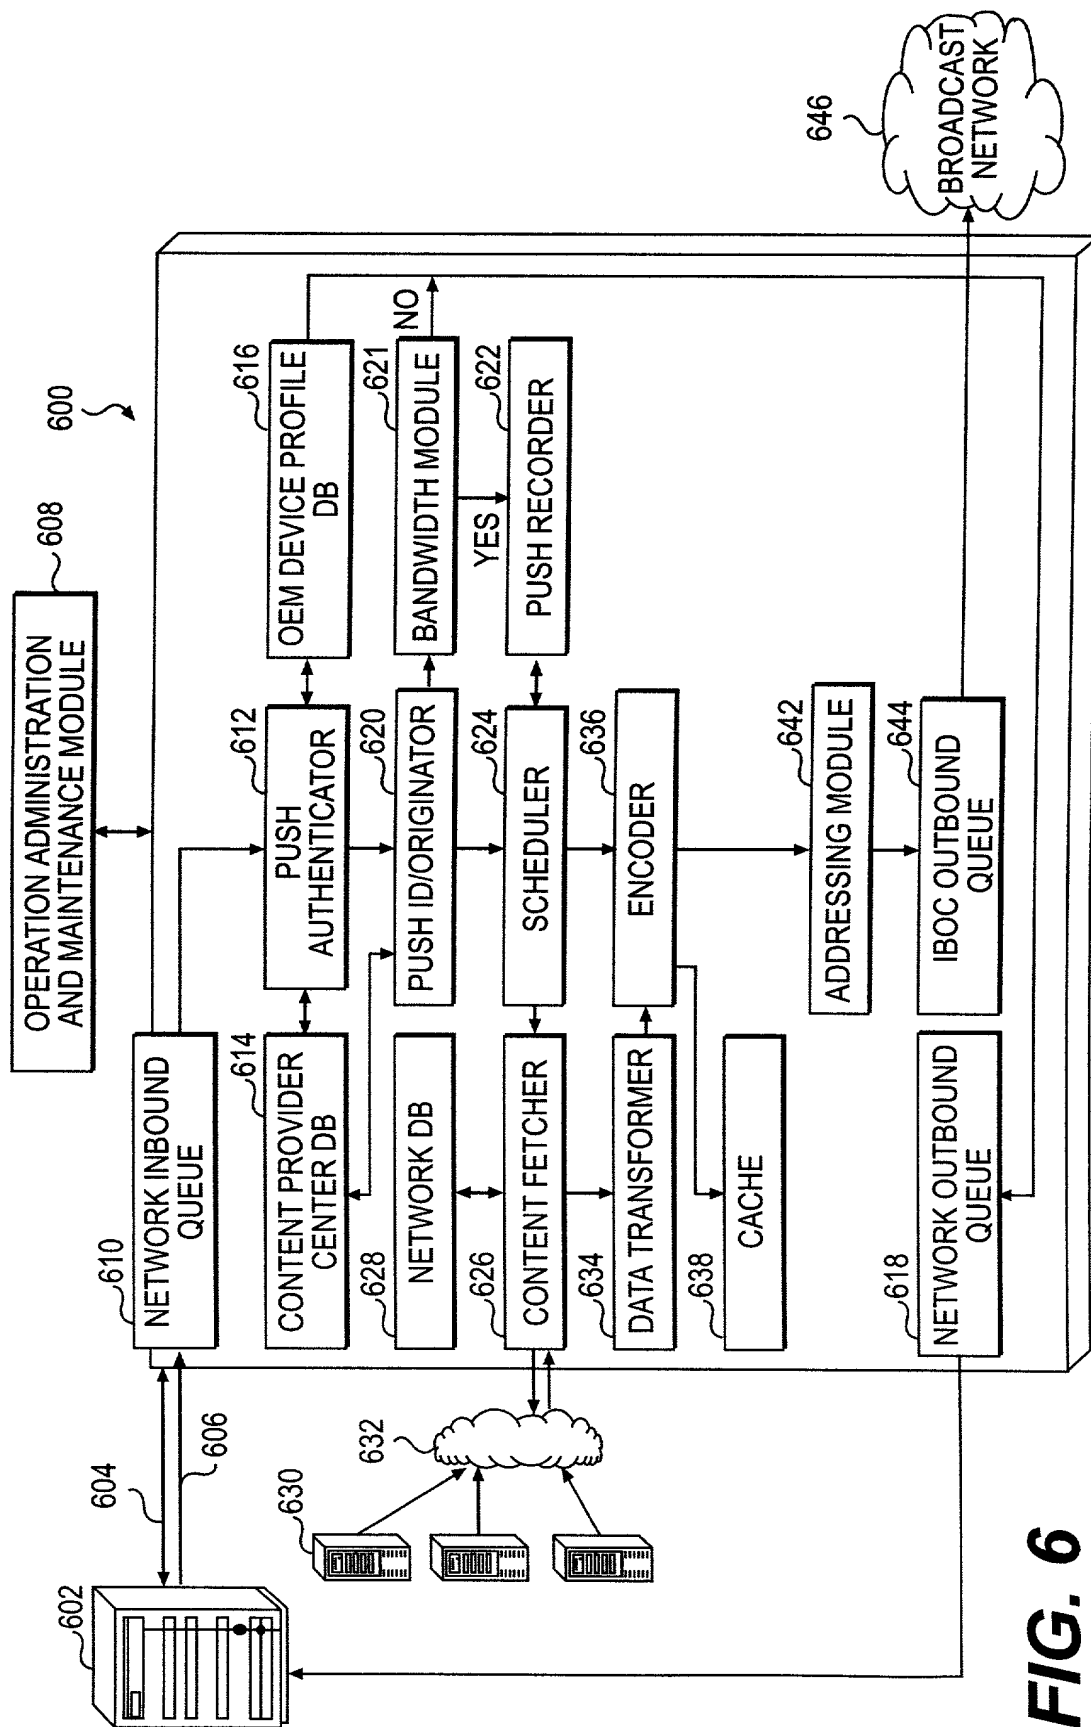 600
OPERATION ADMINISTRATION
AND MAINTENANCE MODULE
608
602
604
606
610
NETWORK INBOUND
QUEUE
614
CONTENT PROVIDER
CENTER DB
612
PUSH
AUTHENTICATOR
616
OEM DEVICE PROFILE
DB
628
NETWORK DB
620
PUSH ID/ORIGINATOR
621
BANDWIDTH MODULE
NO
YES
626
CONTENT FETCHER
624
SCHEDULER
622
PUSH RECORDER
630
632
634
DATA TRANSFORMER
636
ENCODER
638
CACHE
642
ADDRESSING MODULE
618
NETWORK OUTBOUND
QUEUE
644
IBOC OUTBOUND
QUEUE
646
BROADCAST
NETWORK
FIG. 6